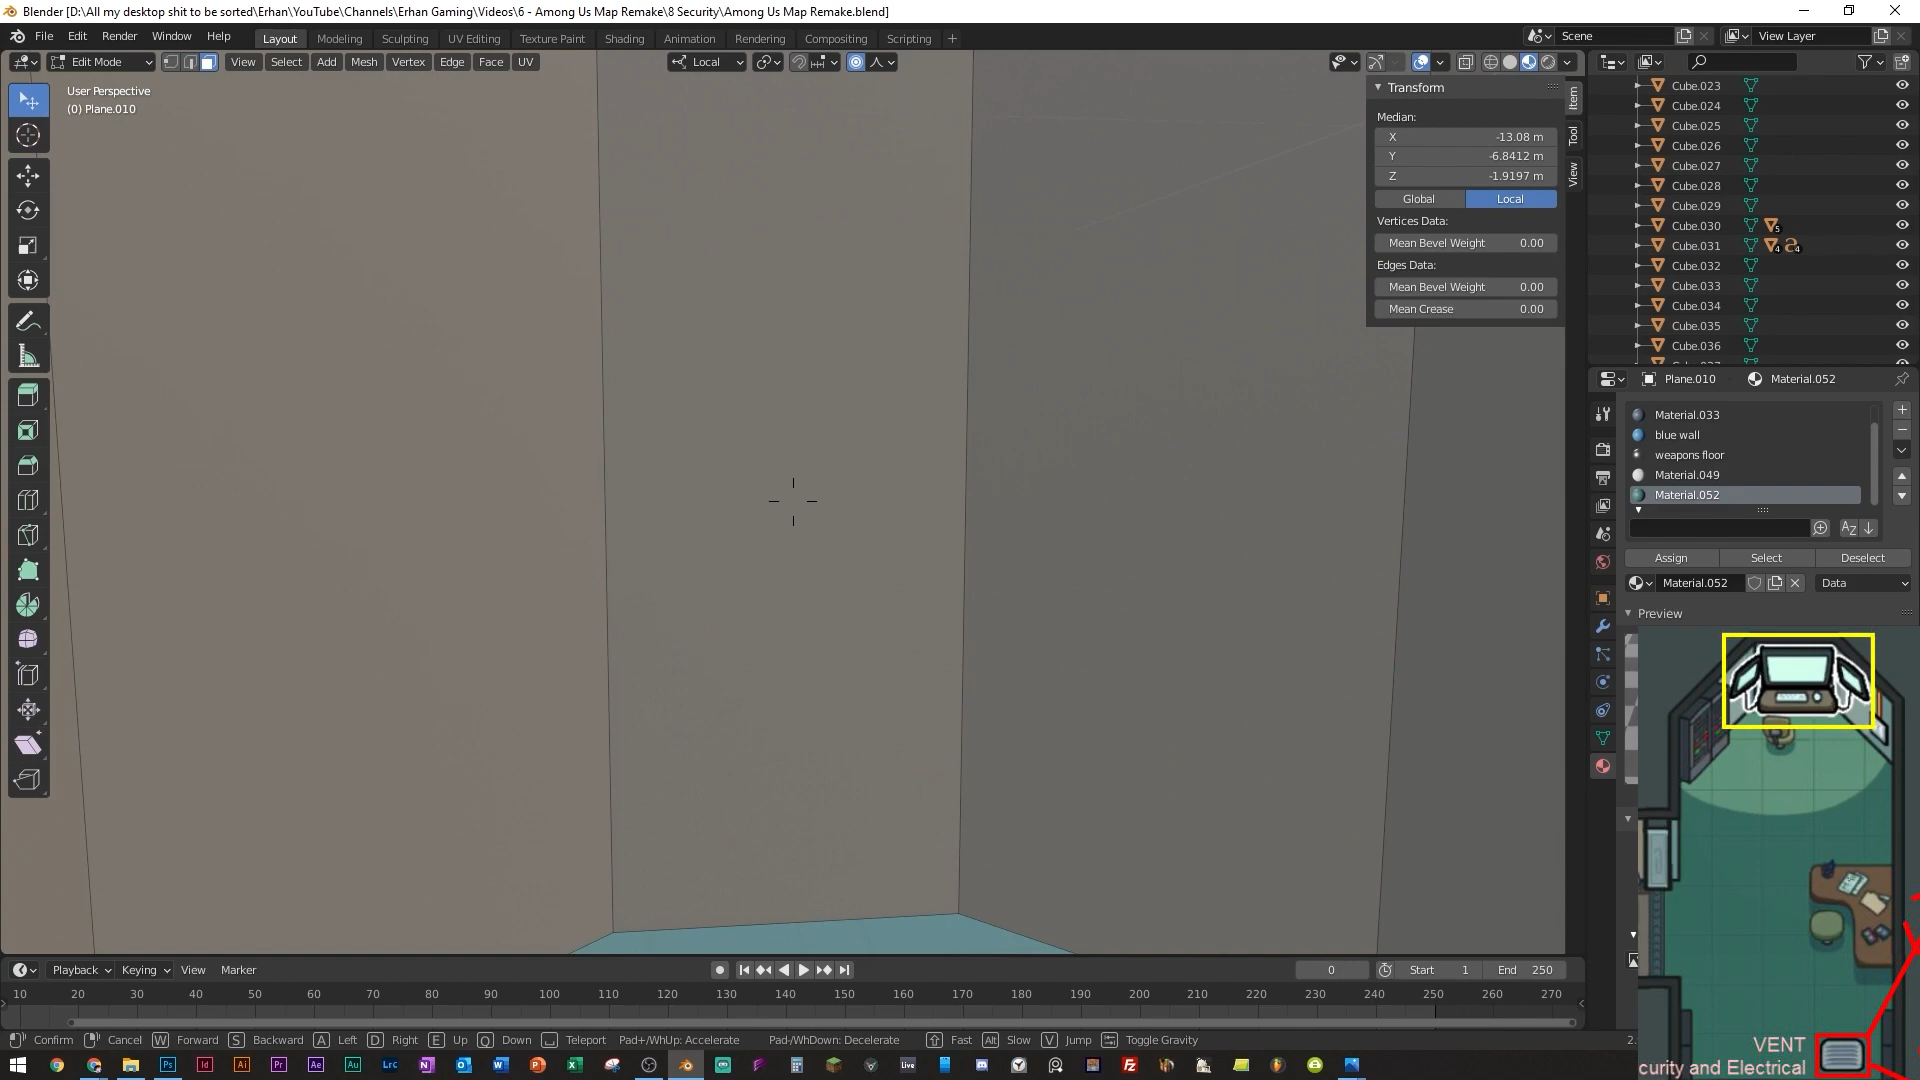 Blender [D:\All my desktop shit to be sorted\Erhan\YouTube\Channels\Erhan Gaming\Videos\6 - Among Us Map Remake\8 Security\Among Us Map Remake.blend]
File Edit Render Window Help Layout Modeling Sculpting UV Editing Texture Paint Shading Animation Rendering Compositing Scripting + Scene View Layer
Edit Mode View Select Add Mesh Vertex Edge Face UV Local
User Perspective
(0) Plane.010
Transform
Median:
X -13.08 m
Y -6.8412 m
Z -1.9197 m
Global Local
Vertices Data:
Mean Bevel Weight 0.00
Edges Data:
Mean Bevel Weight 0.00
Mean Crease 0.00
Item
Tool
View
Cube.023
Cube.024
Cube.025
Cube.026
Cube.027
Cube.028
Cube.029
Cube.030 5
Cube.031 4 4
Cube.032
Cube.033
Cube.034
Cube.035
Cube.036
Plane.010 Material.052
Material.033
blue wall
weapons floor
Material.049
Material.052
Assign Select Deselect
Material.052 Data
Preview
VENT
curity and Electrical
Playback Keying View Marker 0 Start 1 End 250
10 20 30 40 50 60 70 80 90 100 110 120 130 140 150 160 170 180 190 200 210 220 230 240 250 260 270
Confirm Cancel W Forward S Backward A Left D Right E Up Q Down Teleport Pad+/WhUp: Accelerate Pad-/WhDown: Decelerate Fast Alt Slow V Jump Toggle Gravity 2.